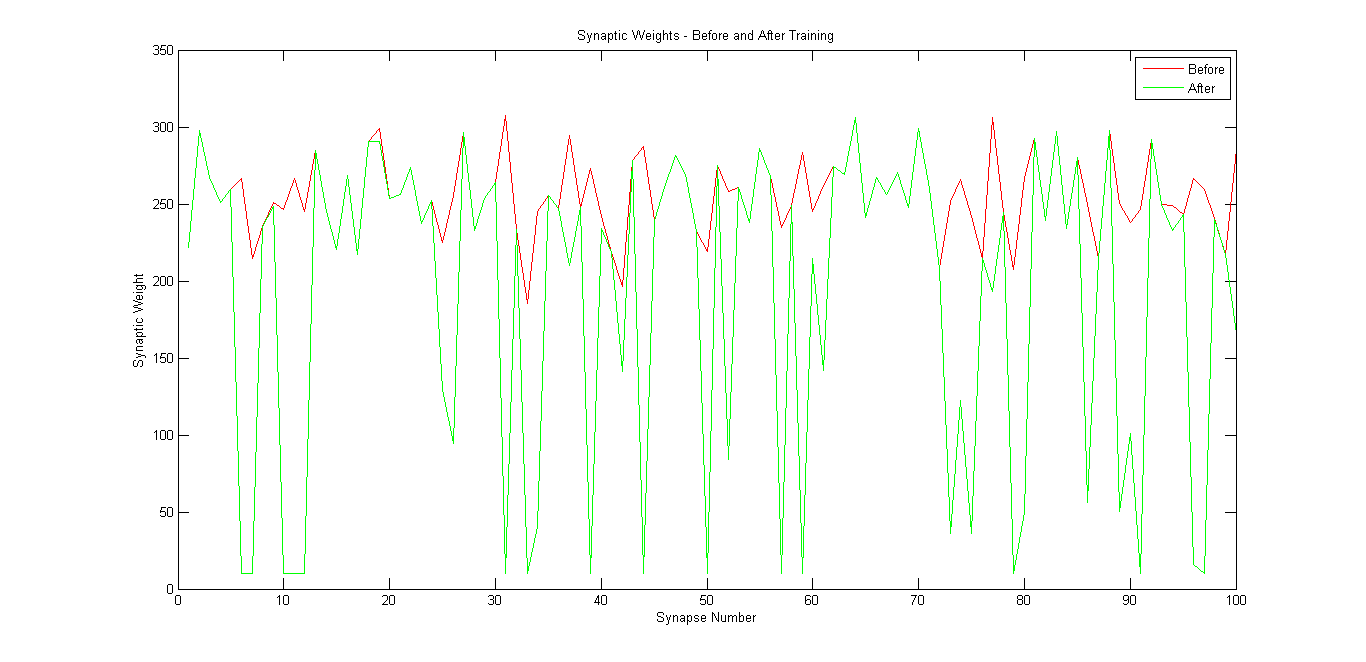 Synaptic Weights - Before and After Training
350
300
250
200
150
100
50
0
Synaptic Weight
Before
After
0 10 20 30 40 50 60 70 80 90 100
Synapse Number